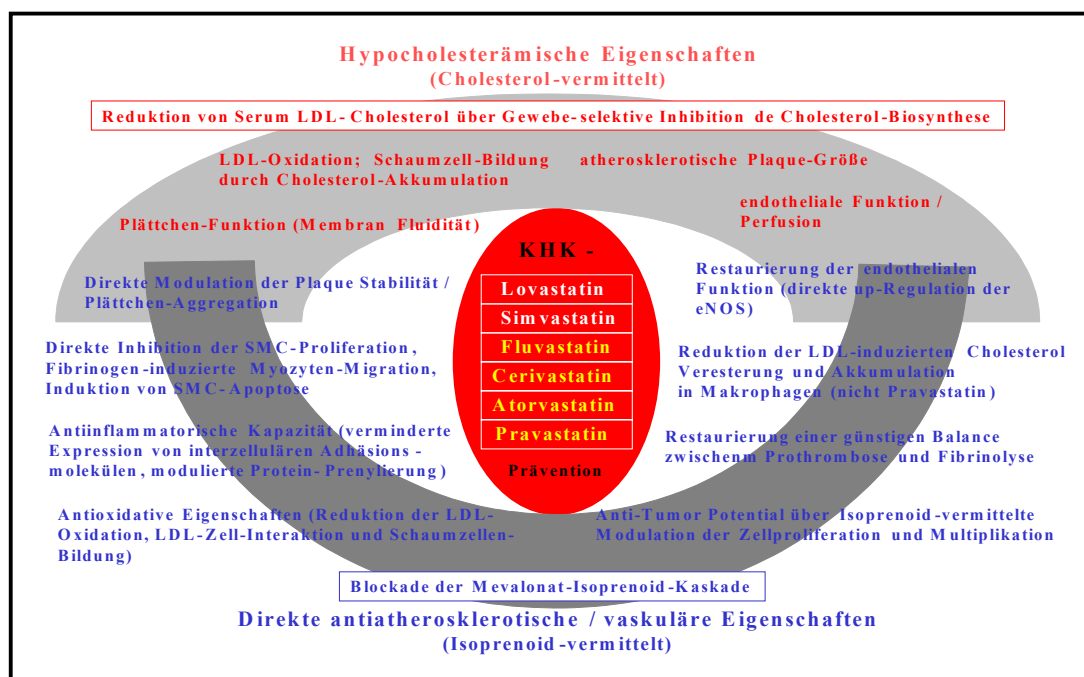 Hypocholesterämische Eigenschaften
(Cholesterol-vermittelt)
Reduktion von Serum LDL-Cholesterol über Gewebe-selektive Inhibition de Cholesterol-Biosynthese
LDL-Oxidation; Schaumzell-Bildung
durch Cholesterol-Akkumulation
atherosklerotische Plaque-Größe
endotheliale Funktion /
Perfusion
Plättchen-Funktion (Membran Fluidität)
KHK -
Lovastatin
Simvastatin
Fluvastatin
Cerivastatin
Atorvastatin
Pravastatin
Prävention
Direkte Modulation der Plaque Stabilität /
Plättchen-Aggregation
Direkte Inhibition der SMC-Proliferation,
Fibrinogen-induzierte Myozyten-Migration,
Induktion von SMC-Apoptose
Antiinflammatorische Kapazität (verminderte
Expression von interzellulären Adhäsions -
molekülen, modulierte Protein-Prenylierung)
Antioxidative Eigenschaften (Reduktion der LDL-
Oxidation, LDL-Zell-Interaktion und Schaumzellen-
Bildung)
Restaurierung der endothelialen
Funktion (direkte up-Regulation der
eNOS)
Reduktion der LDL-induzierten Cholesterol
Veresterung und Akkumulation
in Makrophagen (nicht Pravastatin)
Restaurierung einer günstigen Balance
zwischenm Prothrombose und Fibrinolyse
Anti-Tumor Potential über Isoprenoid-vermittelte
Modulation der Zellproliferation und Multiplikation
Blockade der Mevalonat-Isoprenoid-Kaskade
Direkte antiatherosklerotische / vaskuläre Eigenschaften
(Isoprenoid-vermittelt)